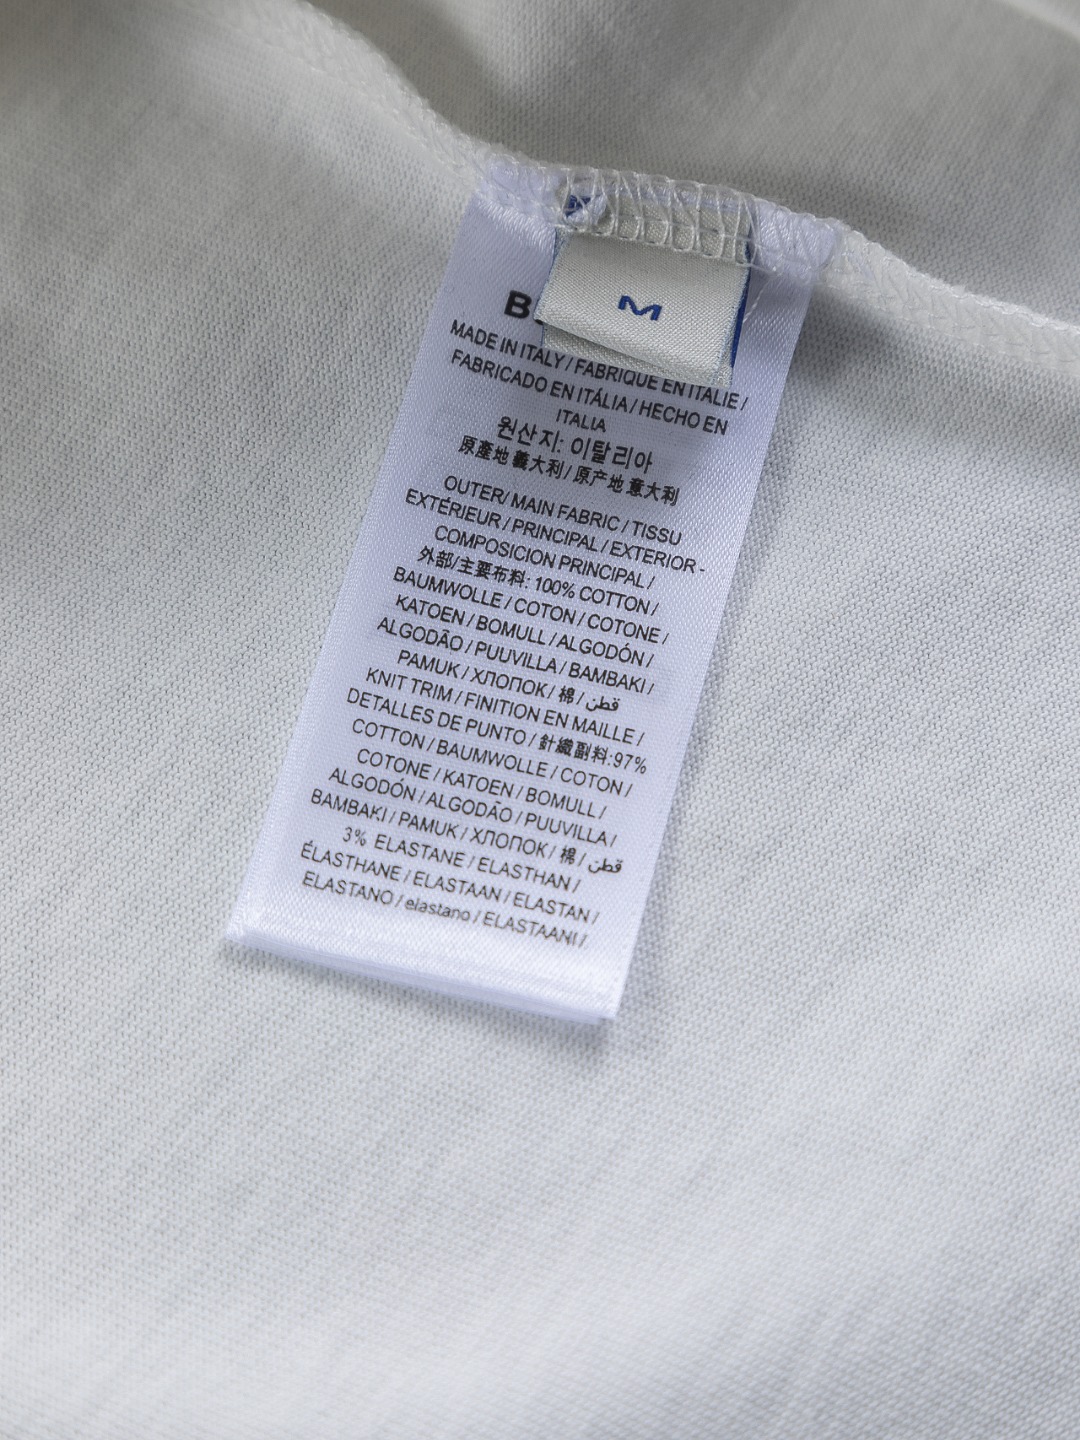 M
MADE IN ITALY / FABRIQUE EN ITALIE /
FABRICADO EN ITÁLIA / HECHO EN
ITALIA
원산지: 이탈리아
原產地 義大利 / 原产地 意大利
OUTER/ MAIN FABRIC / TISSU
EXTÉRIEUR / PRINCIPAL / EXTERIOR -
COMPOSICION PRINCIPAL /
外部/主要布料: 100% COTTON /
BAUMWOLLE / COTON / COTONE /
KATOEN / BOMULL / ALGODÓN /
ALGODÃO / PUUVILLA / BAMBAKI /
PAMUK / ХЛОПОК / 棉 / قطن
KNIT TRIM / FINITION EN MAILLE /
DETALLES DE PUNTO / 針織副料:97%
COTTON / BAUMWOLLE / COTON /
COTONE / KATOEN / BOMULL /
ALGODÓN / ALGODÃO / PUUVILLA /
BAMBAKI / PAMUK / ХЛОПОК / 棉 / قطن
3% ELASTANE / ELASTHAN /
ÉLASTHANE / ELASTAAN / ELASTAN /
ELASTANO / elastano / ELASTAANI /